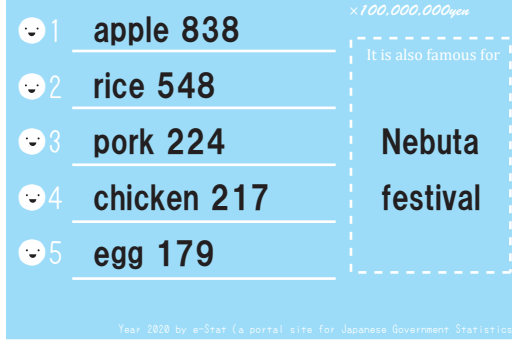 ×100,000,000yen
1 apple 838
2 rice 548
3 pork 224
4 chicken 217
5 egg 179
It is also famous for
Nebuta
festival
Year 2020 by e-Stat (a portal site for Japanese Government Statistics